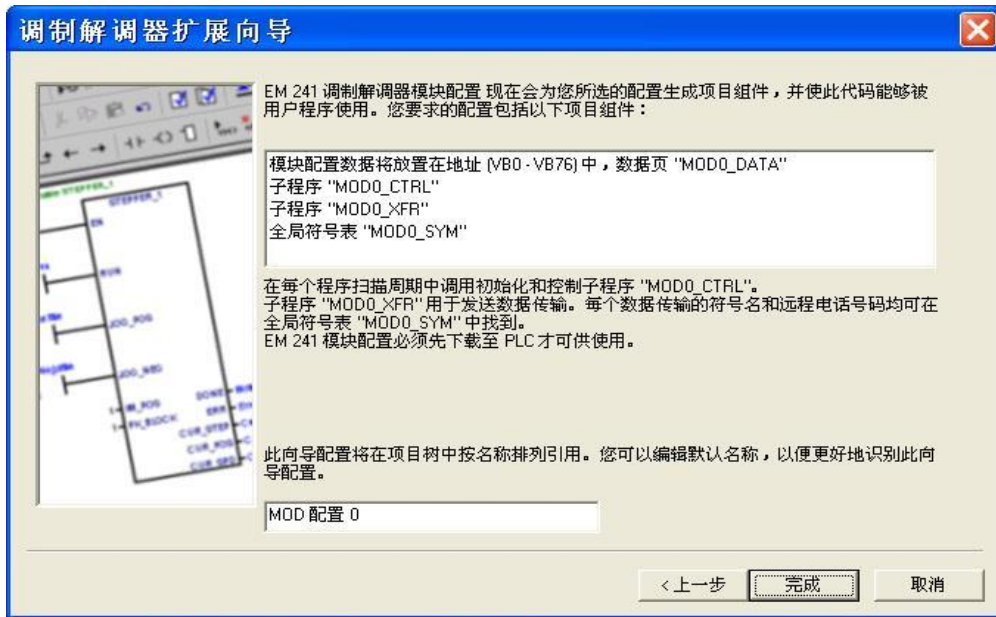 调制解调器扩展向导
EM 241 调制解调器模块配置 现在会为您所选的配置生成项目组件，并使此代码能够被
用户程序使用。您要求的配置包括以下项目组件：
模块配置数据将放置在地址 (VB0 - VB76) 中，数据页 "MOD0_DATA"
子程序 "MOD0_CTRL"
子程序 "MOD0_XFR"
全局符号表 "MOD0_SYM"
在每个程序扫描周期中调用初始化和控制子程序 "MOD0_CTRL"。
子程序 "MOD0_XFR" 用于发送数据传输。每个数据传输的符号名和远程电话号码均可在
全局符号表 "MOD0_SYM" 中找到。
EM 241 模块配置必须先下载至 PLC 才可供使用。
此向导配置将在项目树中按名称排列引用。您可以编辑默认名称，以便更好地识别此向
导配置。
MOD 配置 0
<上一步
完成
取消
STEPPER_1
EN
RUN
JOG_POS
JOG_NEG
DONE
ERR
CUR_STEP
CUR_POS